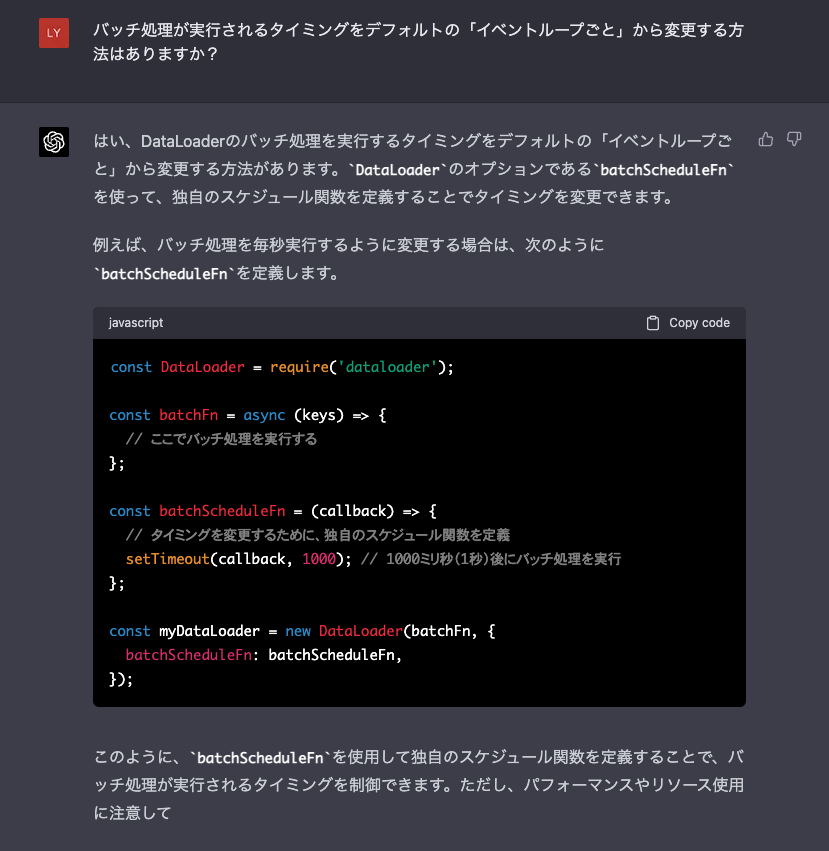 LY
バッチ処理が実行されるタイミングをデフォルトの「イベントループごと」から変更する方
法はありますか？
はい、DataLoaderのバッチ処理を実行するタイミングをデフォルトの「イベントループご
と」から変更する方法があります。`DataLoader`のオプションである`batchScheduleFn`
を使って、独自のスケジュール関数を定義することでタイミングを変更できます。
例えば、バッチ処理を毎秒実行するように変更する場合は、次のように
`batchScheduleFn`を定義します。
javascript
Copy code
const DataLoader = require('dataloader');
const batchFn = async (keys) => {
  // ここでバッチ処理を実行する
};
const batchScheduleFn = (callback) => {
  // タイミングを変更するために、独自のスケジュール関数を定義
  setTimeout(callback, 1000); // 1000ミリ秒（1秒）後にバッチ処理を実行
};
const myDataLoader = new DataLoader(batchFn, {
  batchScheduleFn: batchScheduleFn,
});
このように、`batchScheduleFn`を使用して独自のスケジュール関数を定義することで、バ
ッチ処理が実行されるタイミングを制御できます。ただし、パフォーマンスやリソース使用
に注意して